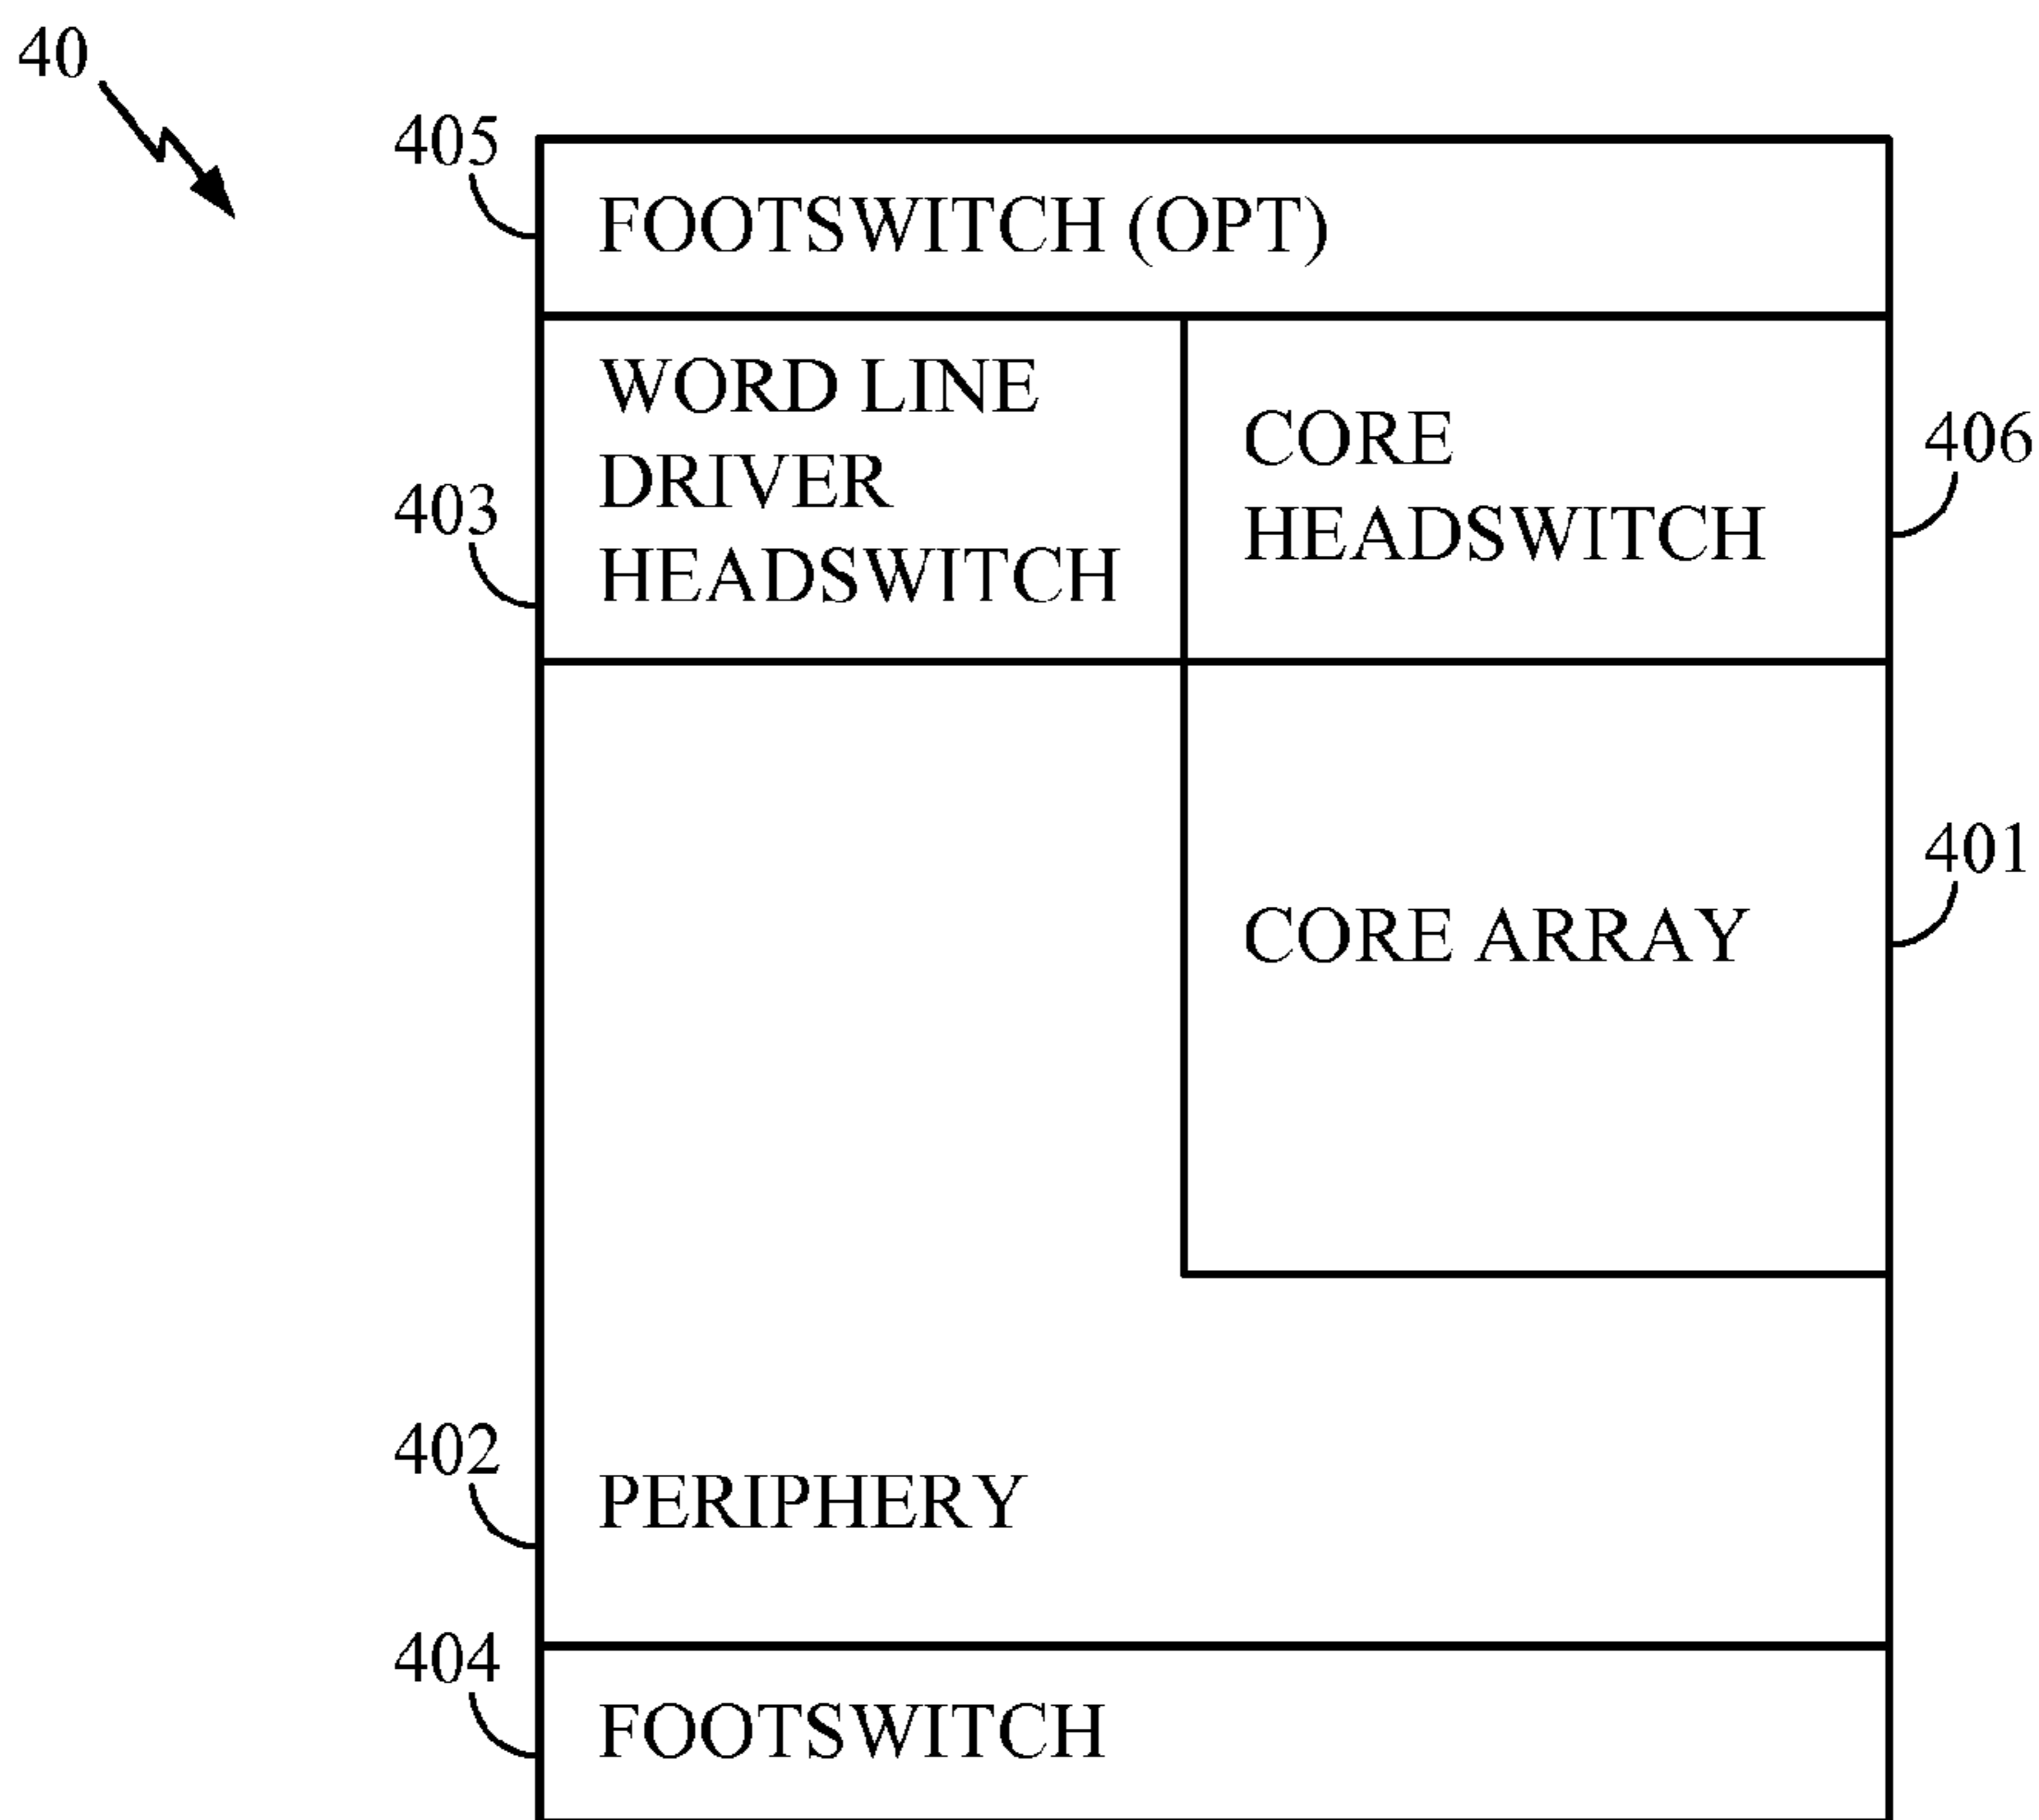 40
405
FOOTSWITCH (OPT)
WORD LINE
DRIVER
HEADSWITCH
403
CORE
HEADSWITCH
406
CORE ARRAY
401
402
PERIPHERY
404
FOOTSWITCH